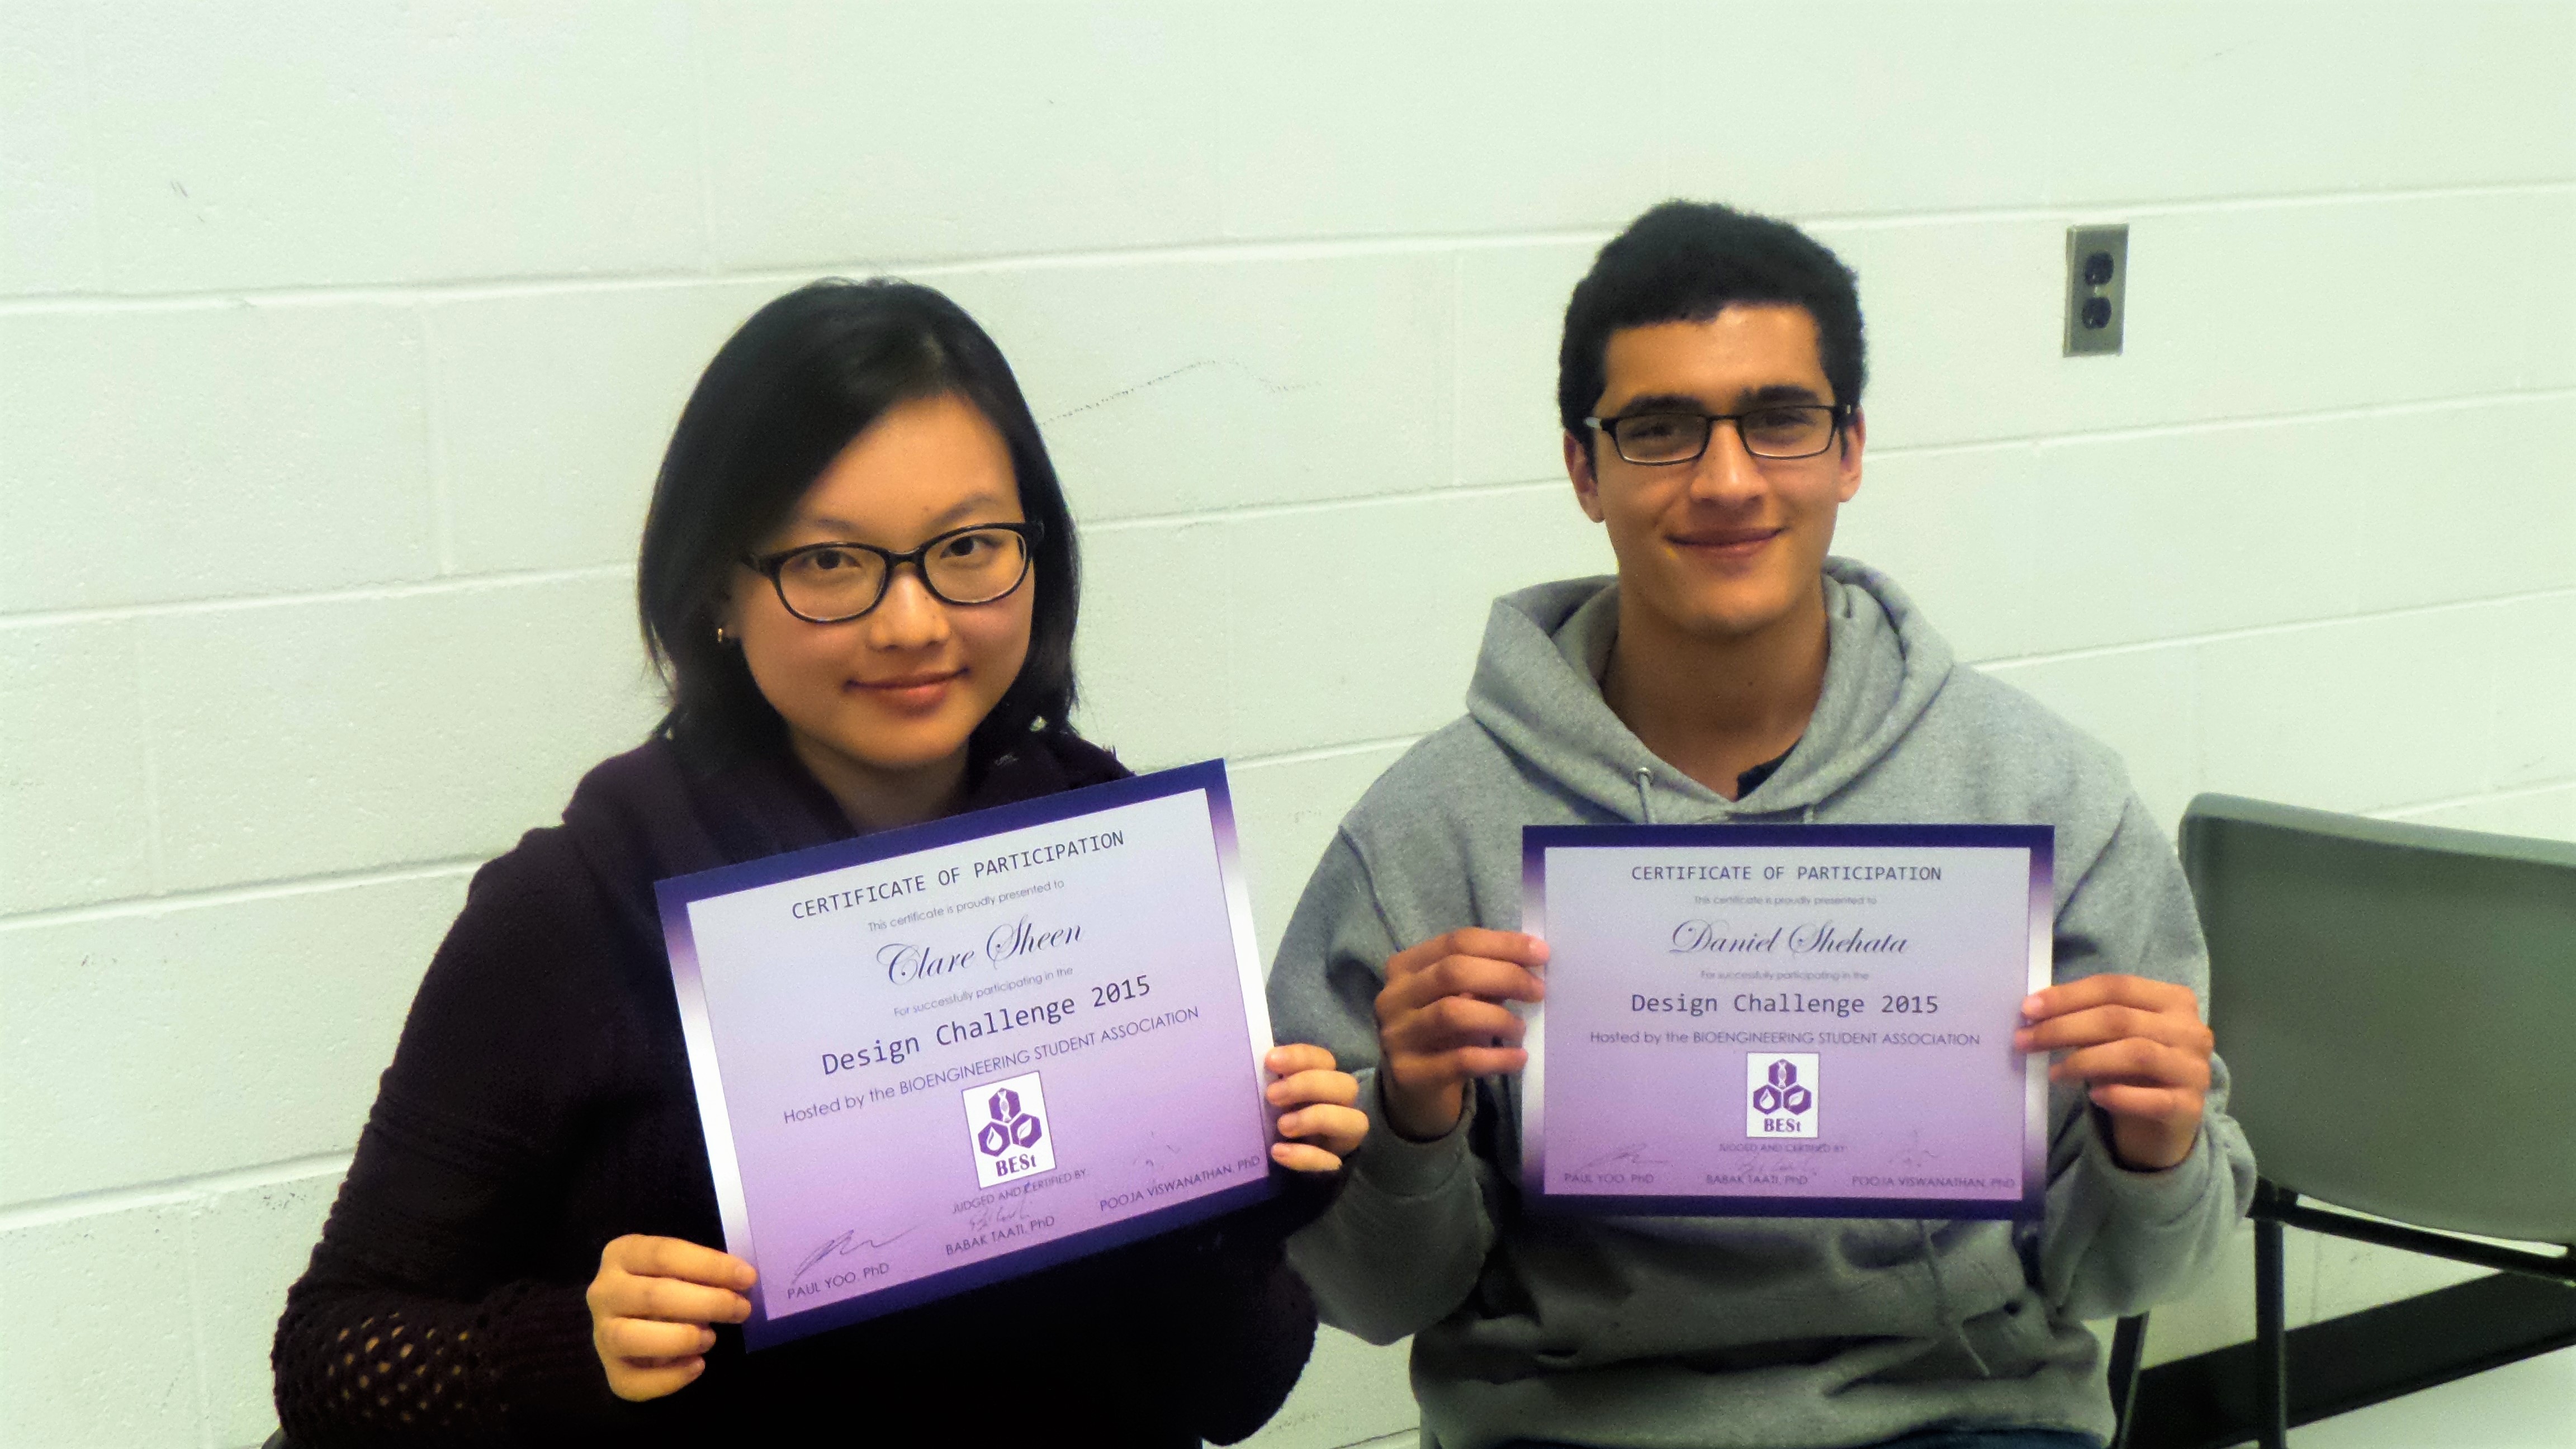 CERTIFICATE OF PARTICIPATION
This certificate is proudly presented to
Clare Sheen
For successfully participating in the
Design Challenge 2015
Hosted by the BIOENGINEERING STUDENT ASSOCIATION
BESt
JUDGED AND CERTIFIED BY:
PAUL YOO, PhD
BABAK TAATI, PhD
POOJA VISWANATHAN, PhD
CERTIFICATE OF PARTICIPATION
This certificate is proudly presented to
Daniel Shehata
For successfully participating in the
Design Challenge 2015
Hosted by the BIOENGINEERING STUDENT ASSOCIATION
BESt
JUDGED AND CERTIFIED BY:
PAUL YOO, PhD
BABAK TAATI, PhD
POOJA VISWANATHAN, PhD